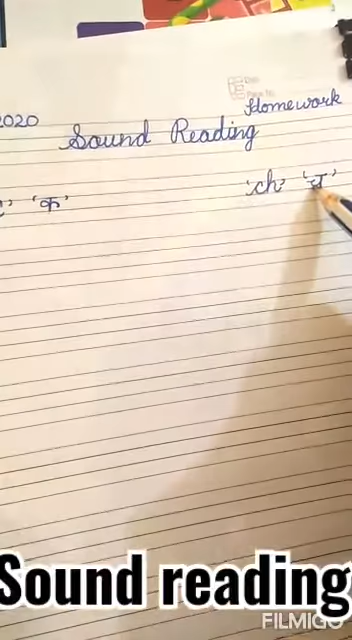 2020
Homework
Sound Reading
' 'क'
'ch' 'च'
Sound reading
FILMIGO